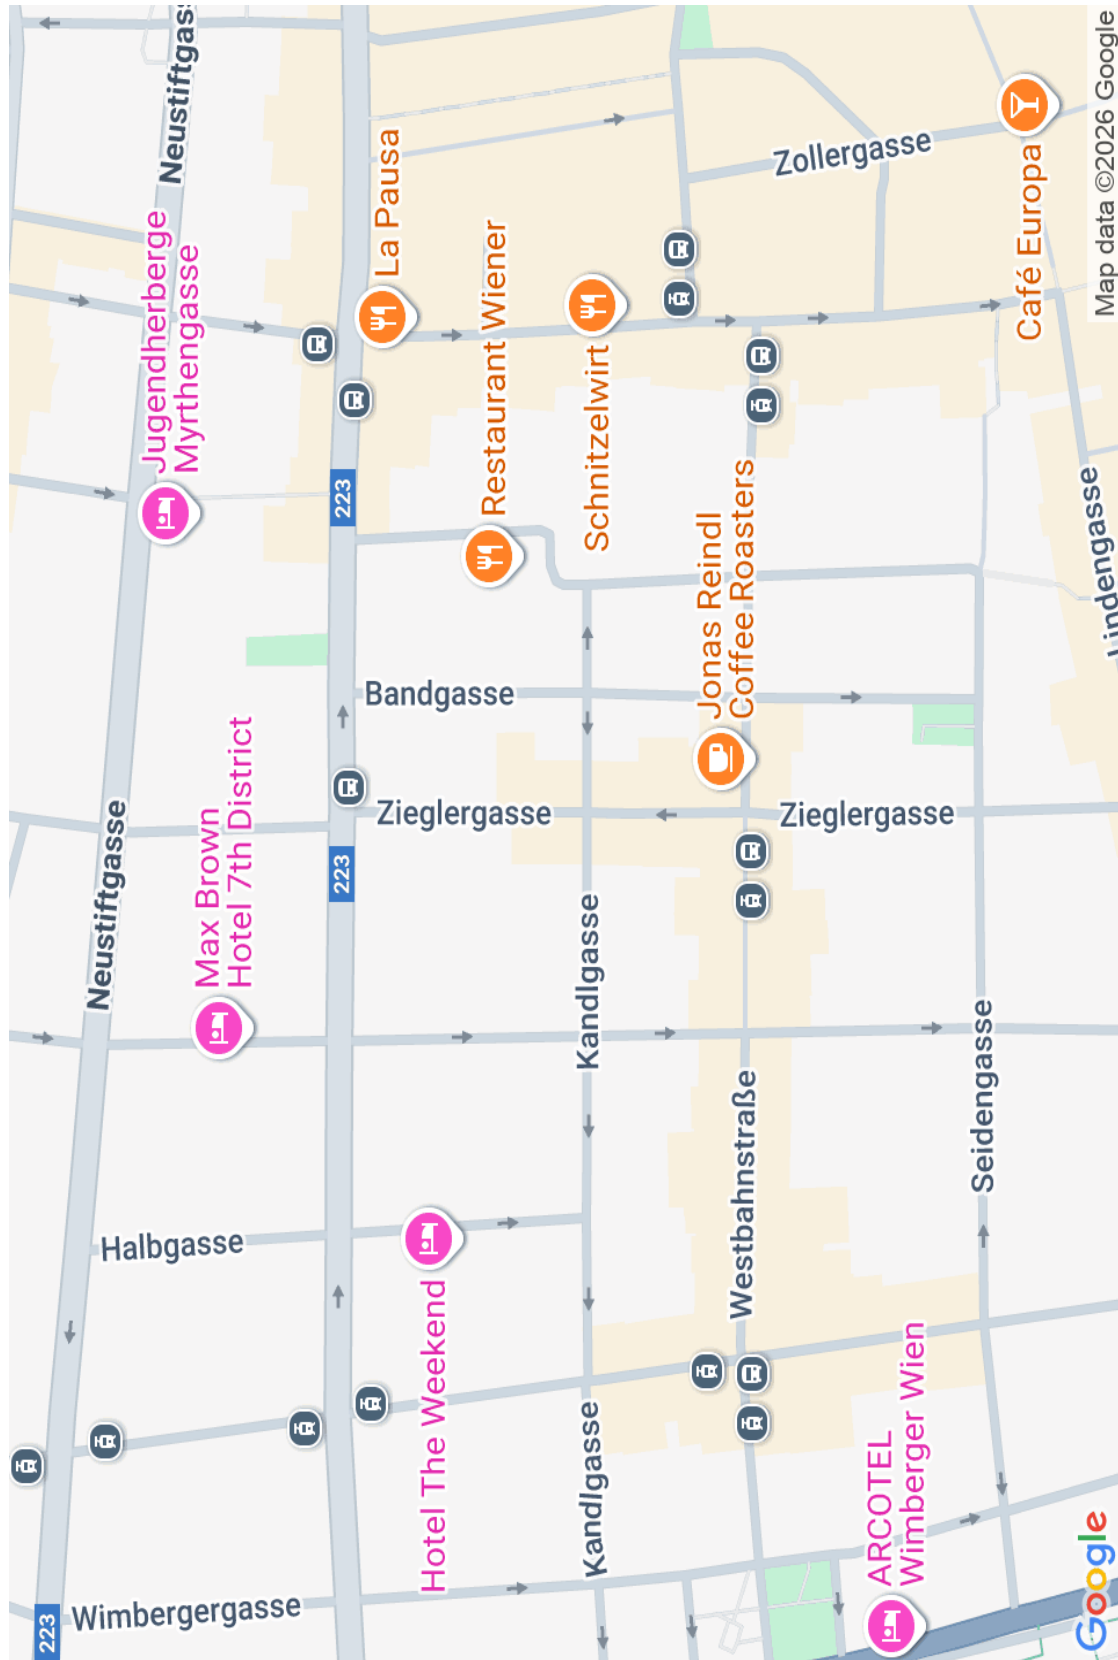 Neustiftgasse
Wimbergergasse
Halbgasse
Neustiftgasse
Max Brown
Hotel 7th District
Jugendherberge
Myrthengasse
Neustiftgas
223
223
223
Hotel The Weekend
Zieglergasse
Bandgasse
La Pausa
Restaurant Wiener
Kandlgasse
Kandlgasse
Schnitzelwirt
Westbahnstraße
Jonas Reindl
Coffee Roasters
Zieglergasse
Zollergasse
ARCOTEL
Wimberger Wien
Seidengasse
Café Europa
Lindengasse
Google
Map data ©2026 Google